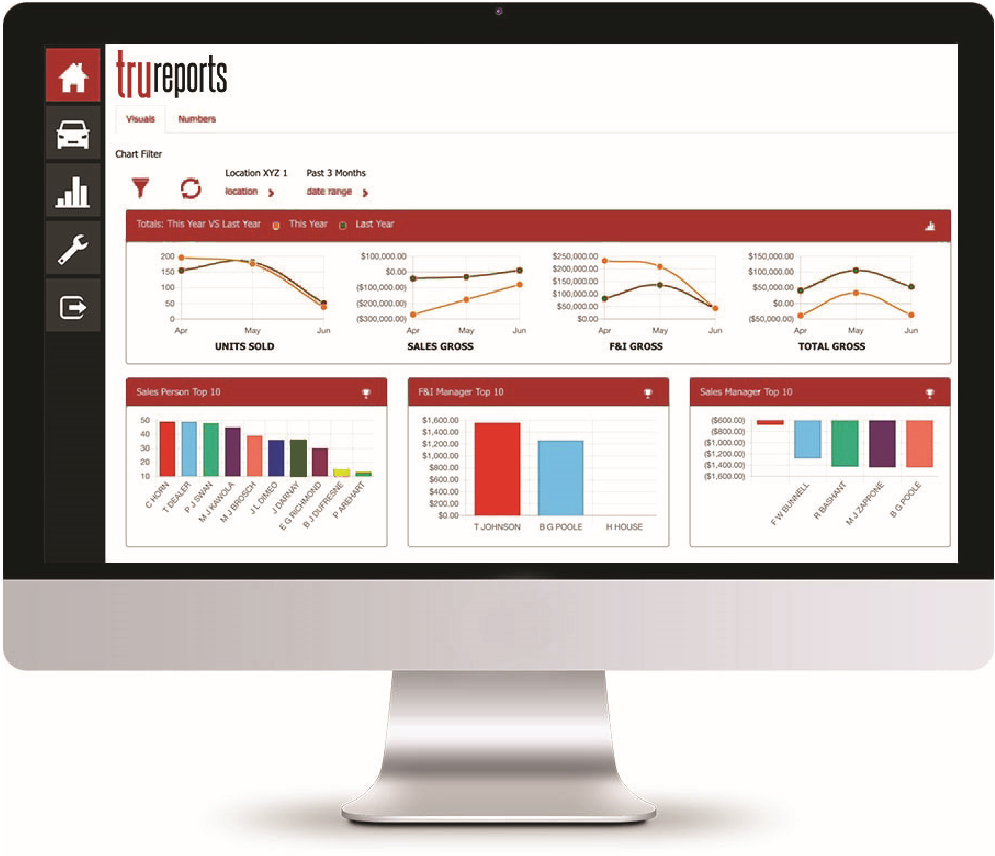 trureports
Visuals Numbers
Chart Filter
Location XYZ 1 Past 3 Months
location date range
Totals: This Year VS Last Year This Year Last Year
200
150
100
50
0
Apr May Jun
UNITS SOLD
$100,000.00
$0.00
($100,000.00)
($200,000.00)
($300,000.00)
Apr May Jun
SALES GROSS
$250,000.00
$200,000.00
$150,000.00
$100,000.00
$50,000.00
$0.00
Apr May Jun
F&I GROSS
$150,000.00
$100,000.00
$50,000.00
$0.00
($50,000.00)
Apr May Jun
TOTAL GROSS
Sales Person Top 10
50
40
30
20
10
C HORN
T DEALER
P J SWAN
M J KAWOLA
M J BROSCH
J L DIMEO
J DARNAY
E G RICHMOND
B J DUFRESNE
P AREHART
F&I Manager Top 10
$1,600.00
$1,400.00
$1,200.00
$1,000.00
$800.00
$600.00
$400.00
$200.00
$0.00
T JOHNSON B G POOLE H HOUSE
Sales Manager Top 10
($600.00)
($800.00)
($1,000.00)
($1,200.00)
($1,400.00)
($1,600.00)
F W BUNNELL
R BASHANT
M J ZAPPONE
B G POOLE